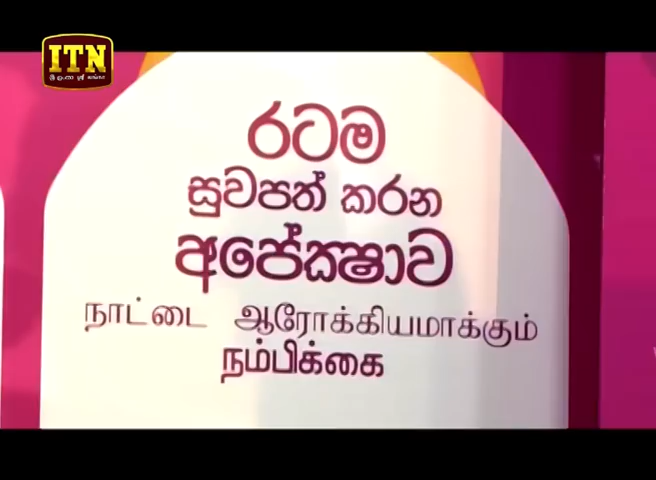 ITN
රටම
සුවපත් කරන
අපේක්ෂාව
நாட்டை ஆரோக்கியமாக்கும்
நம்பிக்கை